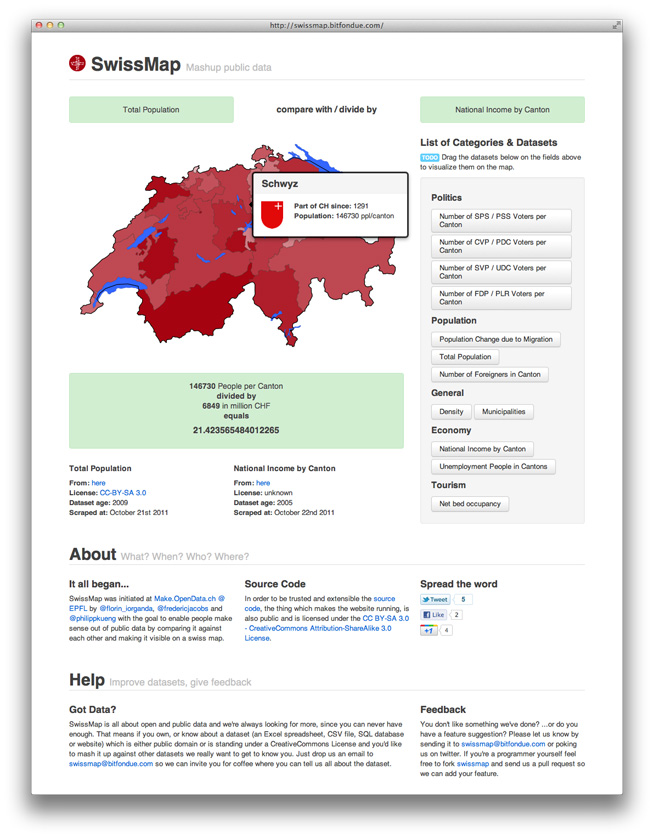 http://swissmap.bitfondue.com/
SwissMap Mashup public data
Total Population
compare with / divide by
National Income by Canton
Schwyz
Part of CH since: 1291
Population: 146730 ppl/canton
146730 People per Canton
divided by
6849 in million CHF
equals
21.423565484012265
Total Population
From: here
License: CC-BY-SA 3.0
Dataset age: 2009
Scraped at: October 21st 2011
National Income by Canton
From: here
License: unknown
Dataset age: 2005
Scraped at: October 22nd 2011
List of Categories & Datasets
TODO Drag the datasets below on the fields above
to visualize them on the map.
Politics
Number of SPS / PSS Voters per
Canton
Number of CVP / PDC Voters per
Canton
Number of SVP / UDC Voters per
Canton
Number of FDP / PLR Voters per
Canton
Population
Population Change due to Migration
Total Population
Number of Foreigners in Canton
General
Density
Municipalities
Economy
National Income by Canton
Unemployment People in Cantons
Tourism
Net bed occupancy
About What? When? Who? Where?
It all began...
SwissMap was initiated at Make.OpenData.ch @
EPFL by @florin_iorganda, @fredericjacobs and
@philippkueng with the goal to enable people make
sense out of public data by comparing it against
each other and making it visible on a swiss map.
Source Code
In order to be trusted and extensible the source
code, the thing which makes the website running, is
also public and is licensed under the CC BY-SA 3.0
- CreativeCommons Attribution-ShareAlike 3.0
License.
Spread the word
Tweet 5
Like 2
+1 4
Help Improve datasets, give feedback
Got Data?
SwissMap is all about open and public data and we're always looking for more, since you can never have
enough. That means if you own, or know about a dataset (an Excel spreadsheet, CSV file, SQL database
or website) which is either public domain or is standing under a CreativeCommons License and you'd like
to mash it up against other datasets we really want to get to know you. Just drop us an email to
swissmap@bitfondue.com so we can invite you for coffee where you can tell us all about the dataset.
Feedback
You don't like something we've done? ...or do you
have a feature suggestion? Please let us know by
sending it to swissmap@bitfondue.com or poking
us on twitter. If you're a programmer yourself feel
free to fork swissmap and send us a pull request so
we can add your feature.